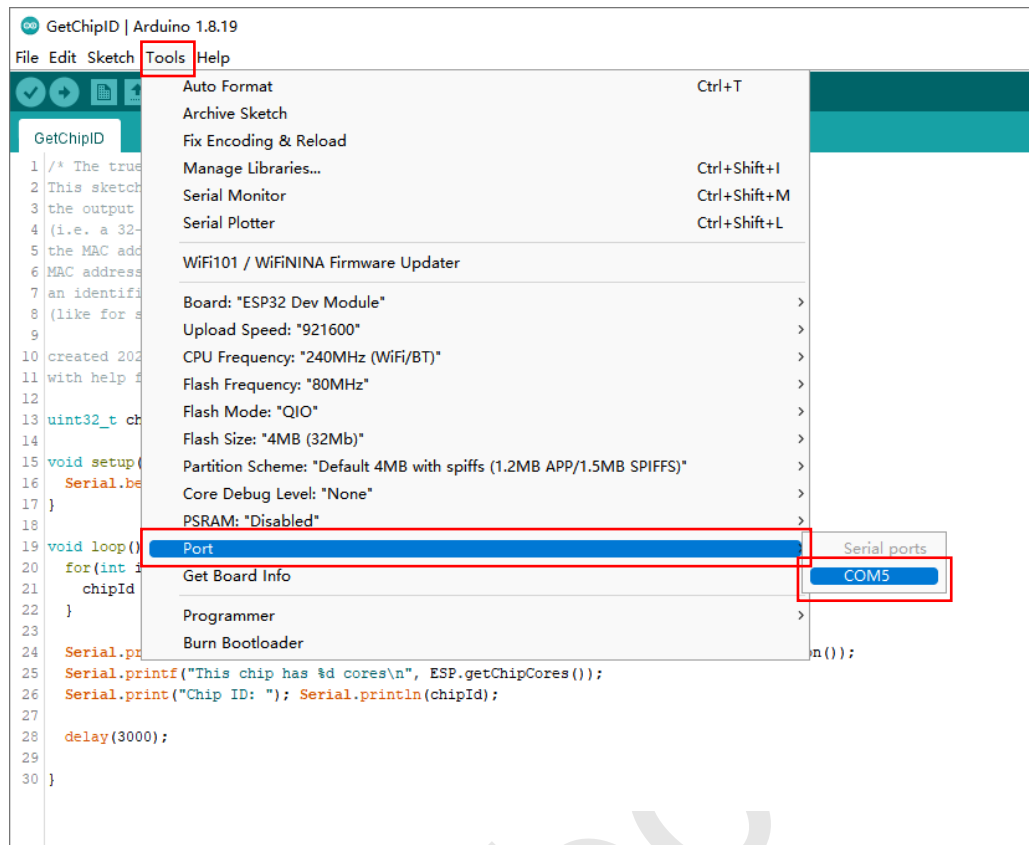 GetChipID | Arduino 1.8.19
File Edit Sketch Tools Help
Auto Format Ctrl+T
Archive Sketch
Fix Encoding & Reload
Manage Libraries... Ctrl+Shift+I
Serial Monitor Ctrl+Shift+M
Serial Plotter Ctrl+Shift+L
WiFi101 / WiFiNINA Firmware Updater
Board: "ESP32 Dev Module"
Upload Speed: "921600"
CPU Frequency: "240MHz (WiFi/BT)"
Flash Frequency: "80MHz"
Flash Mode: "QIO"
Flash Size: "4MB (32Mb)"
Partition Scheme: "Default 4MB with spiffs (1.2MB APP/1.5MB SPIFFS)"
Core Debug Level: "None"
PSRAM: "Disabled"
Port
Serial ports
COM5
Get Board Info
Programmer
Burn Bootloader
GetChipID
1 /* The true
2 This sketch
3 the output
4 (i.e. a 32-
5 the MAC add
6 MAC address
7 an identifi
8 (like for s
9
10 created 202
11 with help f
12
13 uint32_t ch
14
15 void setup(
16 Serial.be
17 }
18
19 void loop()
20 for(int i
21 chipId
22 }
23
24 Serial.pr n());
25 Serial.printf("This chip has %d cores\n", ESP.getChipCores());
26 Serial.print("Chip ID: "); Serial.println(chipId);
27
28 delay(3000);
29
30 }